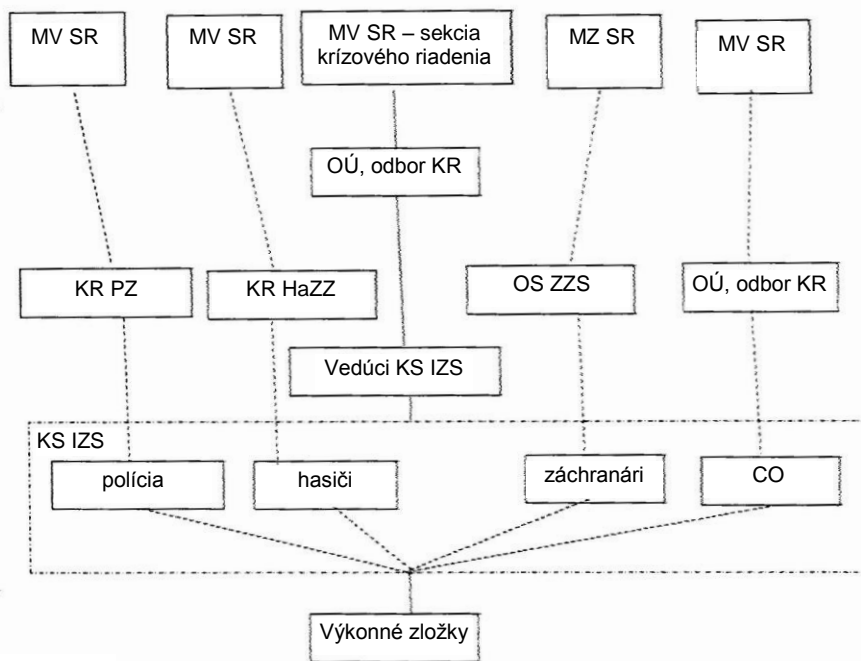 MV SR
MV SR
MV SR – sekcia
krízového riadenia
MZ SR
MV SR
OÚ, odbor KR
KR PZ
KR HaZZ
OS ZZS
OÚ, odbor KR
Vedúci KS IZS
KS IZS
polícia
hasiči
záchranári
CO
Výkonné zložky